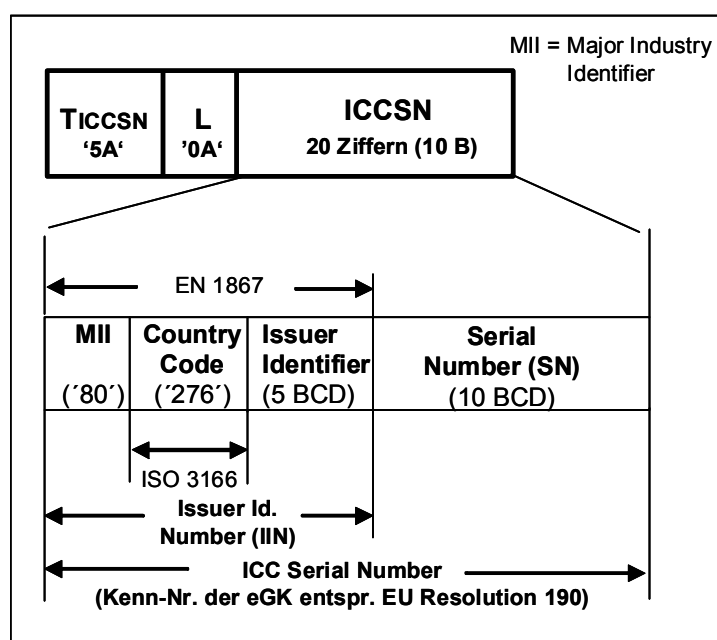 MII = Major Industry
Identifier
TICCSN
‘5A‘
L
’0A‘
ICCSN
20 Ziffern (10 B)
EN 1867
MII
(´80´)
Country
Code
(‘276´)
Issuer
Identifier
(5 BCD)
Serial
Number (SN)
(10 BCD)
ISO 3166
Issuer Id.
Number (IIN)
ICC Serial Number
(Kenn-Nr. der eGK entspr. EU Resolution 190)